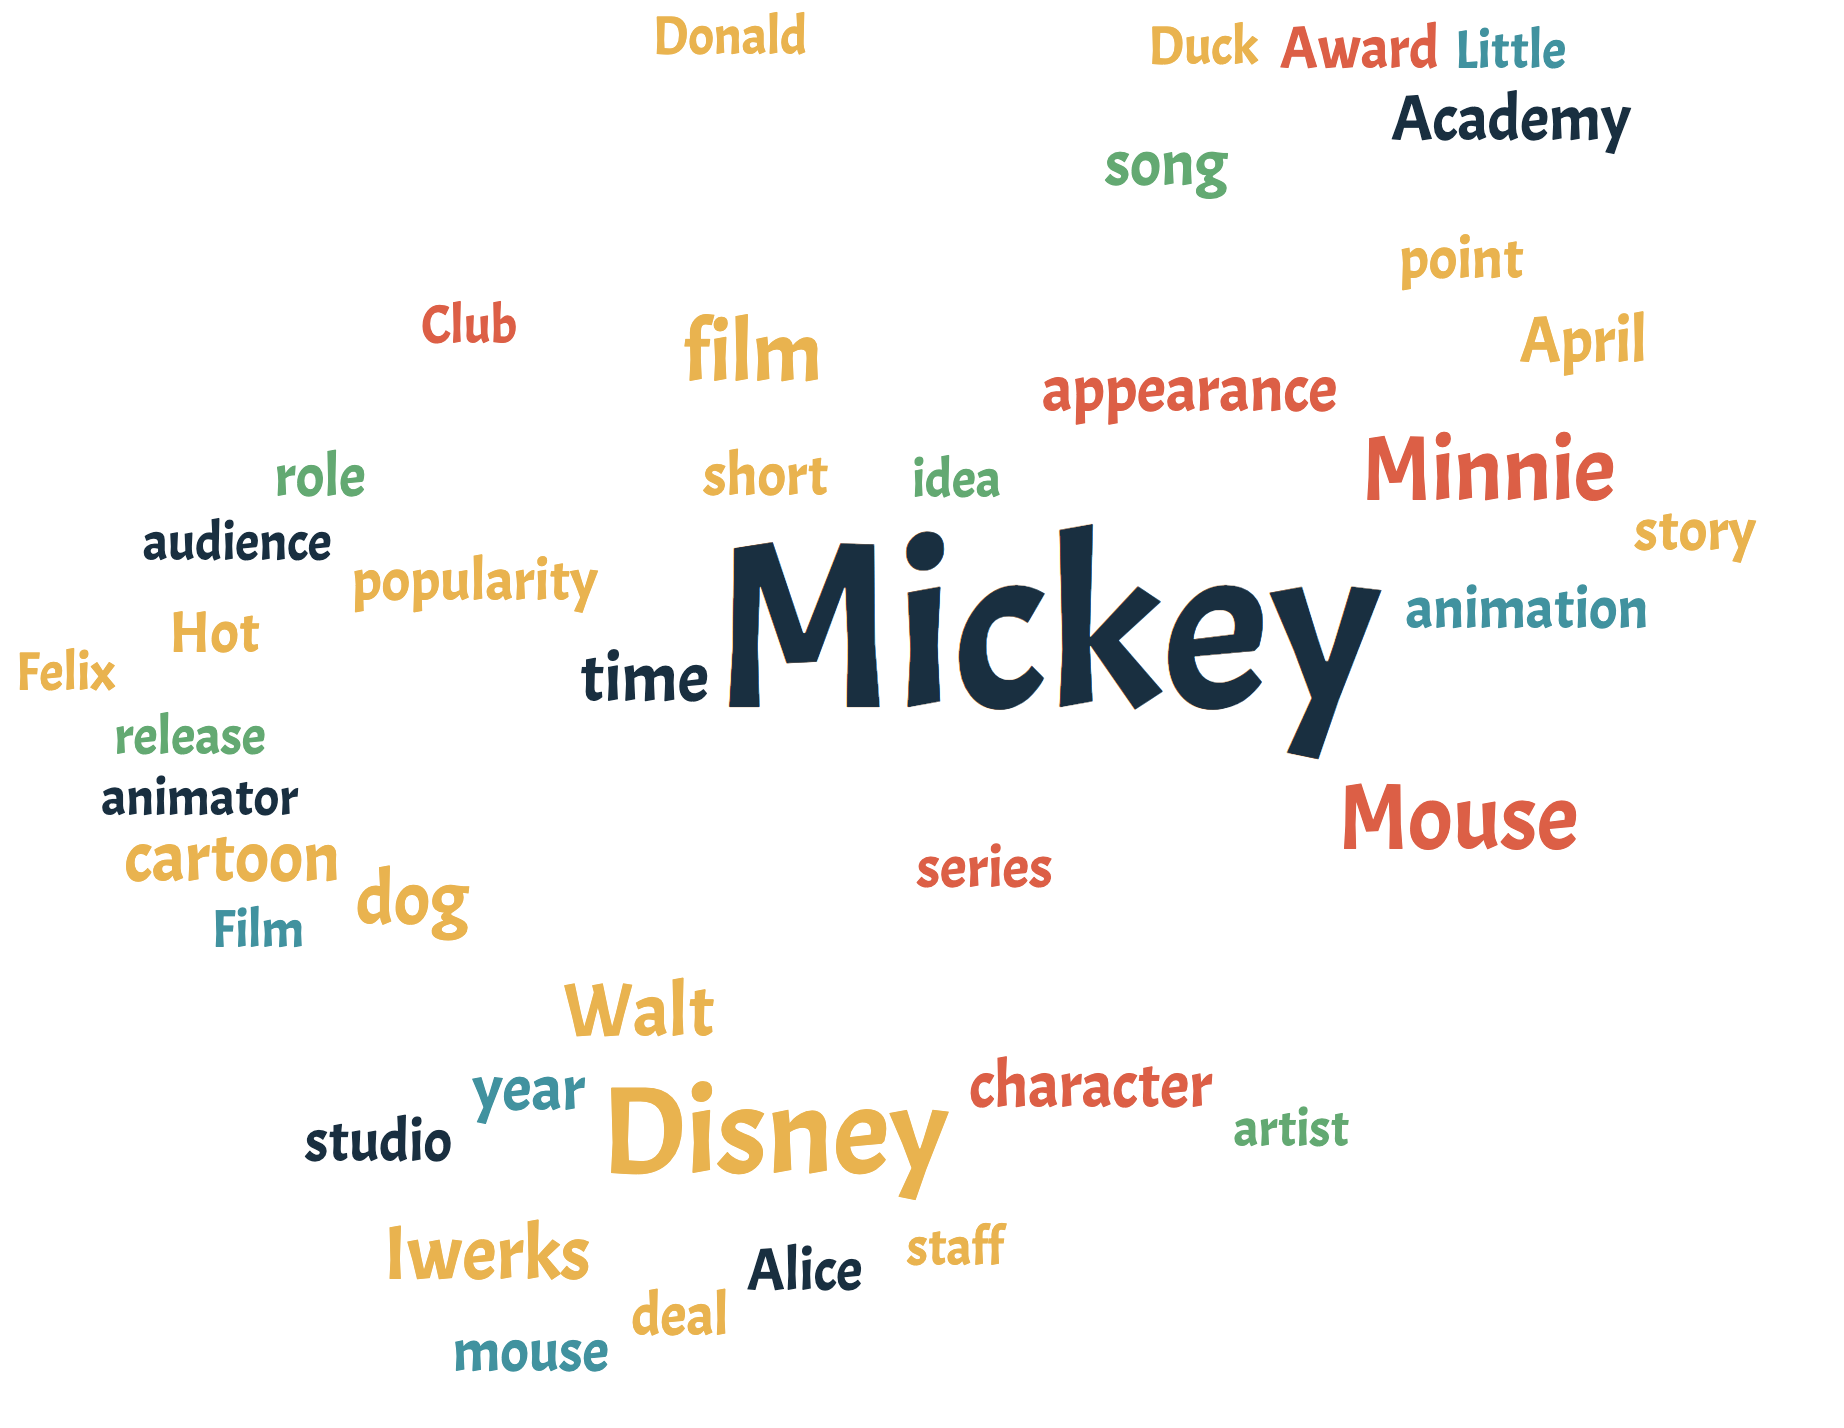 Donald
Duck Award Little
Academy
song
point
Club
film
April
appearance
Minnie
role
short
idea
story
audience
popularity
Mickey
animation
Hot
Felix
time
release
animator
Mouse
cartoon
series
dog
Film
Walt
year
Disney
character
artist
studio
Iwerks
staff
Alice
deal
mouse